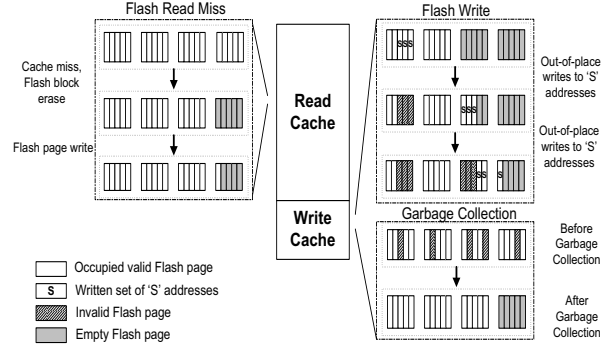 Flash Read Miss
Cache miss,
Flash block
erase
Flash page write
Read
Cache
Write
Cache
Flash Write
SSS
Out-of-place
writes to 'S'
addresses
SSS
Out-of-place
writes to 'S'
addresses
SS S
Garbage Collection
Before
Garbage
Collection
After
Garbage
Collection
Occupied valid Flash page
S Written set of 'S' addresses
Invalid Flash page
Empty Flash page